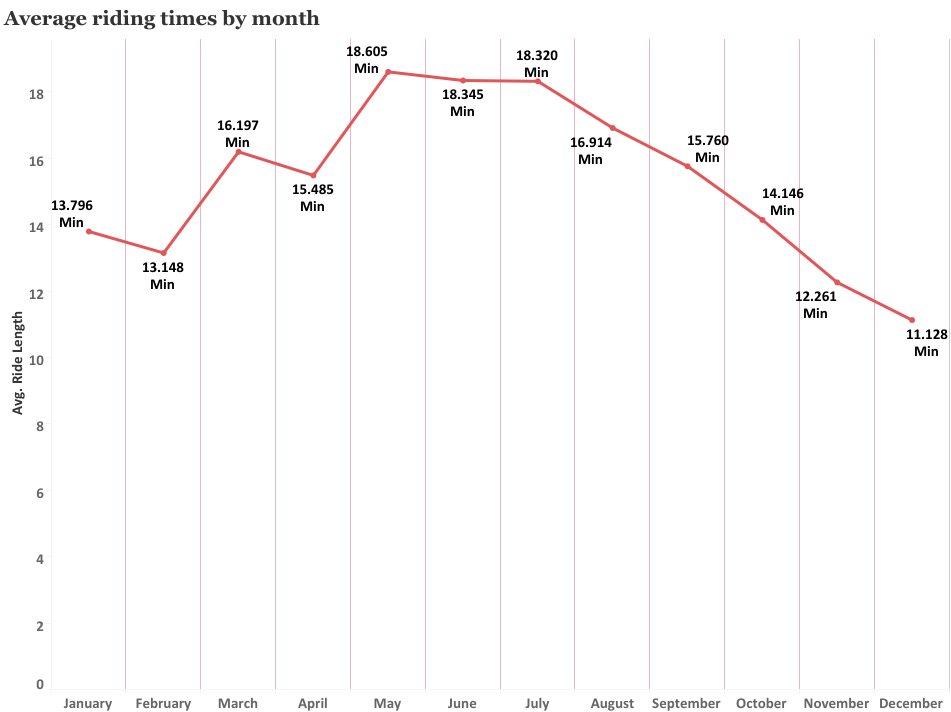 Average riding times by month
18.605
Min
18.320
Min
18.345
Min
16.197
Min
16.914
Min
15.760
Min
15.485
Min
14.146
Min
13.796
Min
13.148
Min
12.261
Min
11.128
Min
Avg. Ride Length
18
16
14
12
10
8
6
4
2
0
January February March April May June July August September October November December